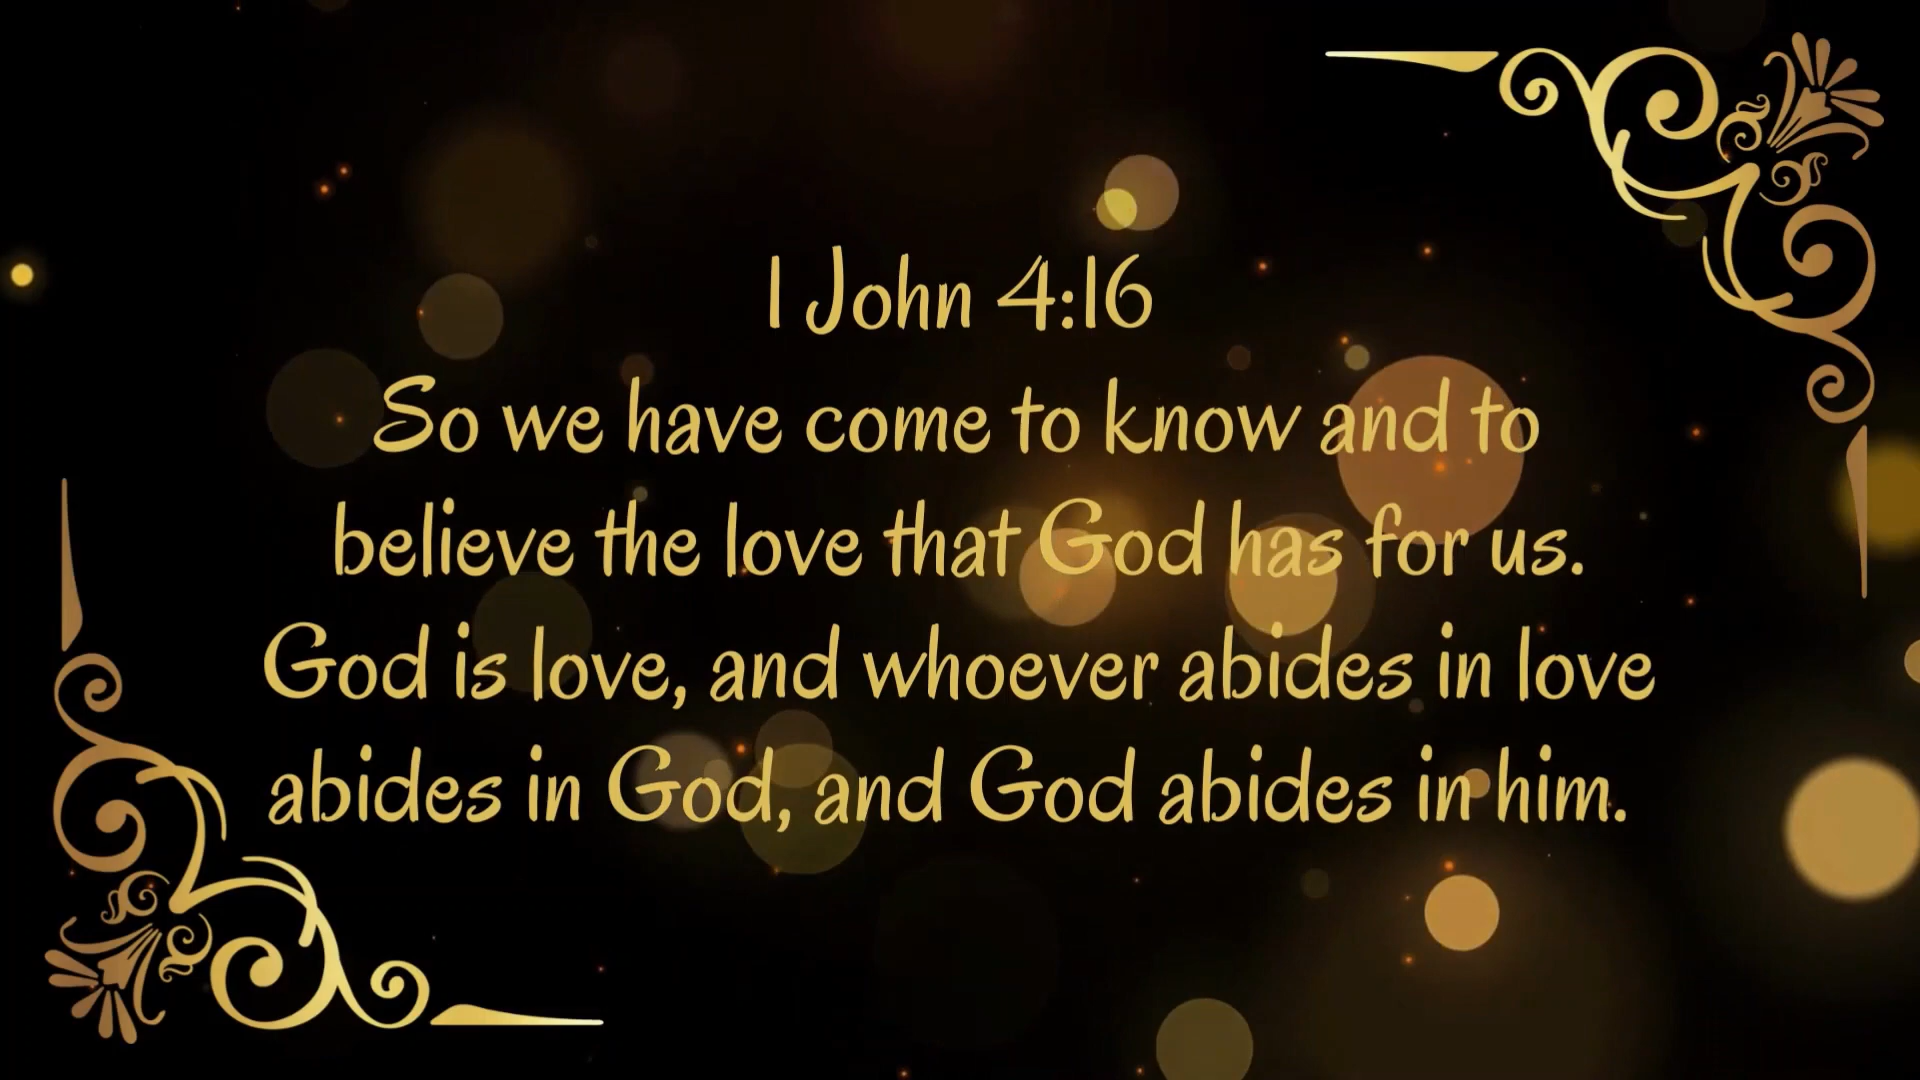 1 John 4:16
So we have come to know and to
believe the love that God has for us.
God is love, and whoever abides in love
abides in God, and God abides in him.